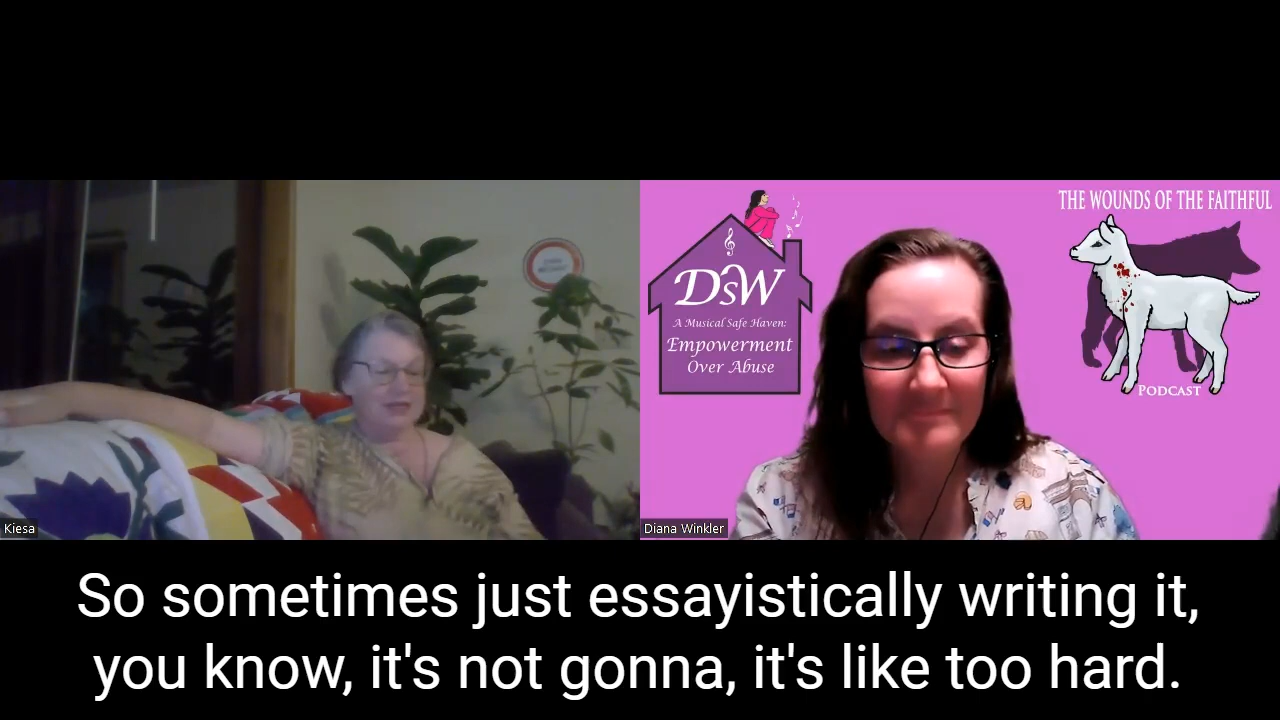 THE WOUNDS OF THE FAITHFUL
DSW
A Musical Safe Haven:
Empowerment
Over Abuse
PODCAST
Kiesa
Diana Winkler
So sometimes just essayistically writing it,
you know, it's not gonna, it's like too hard.